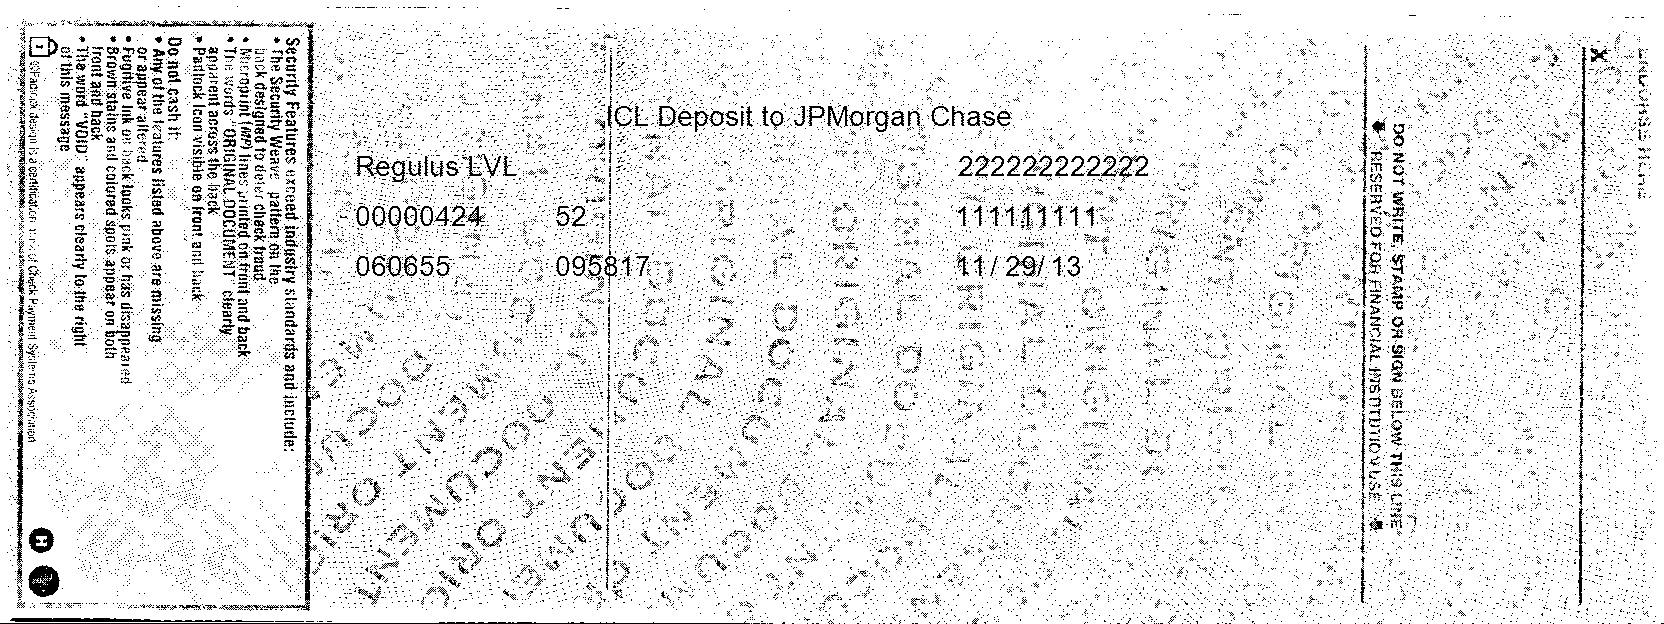 ICL Deposit to JPMorgan Chase
Regulus LVL 222222222222
00000424 52 111111111
060655 095817 11/29/13
Security Features exceed industry standards and include:
• The Security Weave pattern on the
back designed to deter check fraud
• Microprint (MP) lines printed on front and back
• The words "ORIGINAL DOCUMENT" clearly
apparent across the back
• Padlock Icon visible on front and back
Do not cash if:
• Any of the features listed above are missing
or appear altered
• Fugitive ink on back looks pink or has disappeared
• Brown stains and colored spots appear on both
front and back
• The word "VOID" appears clearly to the right
of this message
design is a certification mark of Check Payment Systems Association
DO NOT WRITE, STAMP OR SIGN BELOW THIS LINE
RESERVED FOR FINANCIAL INSTITUTION USE
X
ORIGINAL DOCUMENT